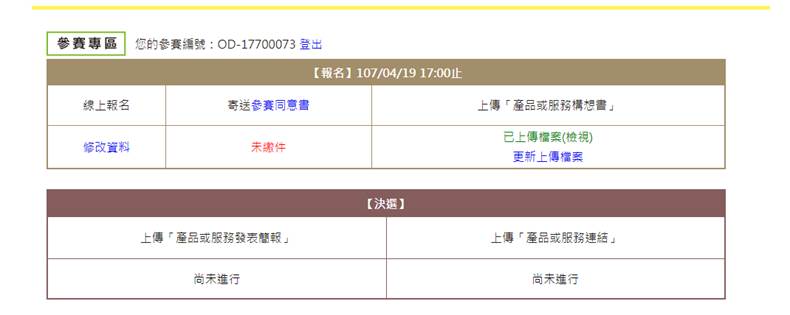 參賽專區 您的參賽編號：OD-17700073 登出
【報名】107/04/19 17:00止
線上報名 寄送參賽同意書 上傳「產品或服務構想書」
修改資料 未繳件 已上傳檔案(檢視)
更新上傳檔案
【決選】
上傳「產品或服務發表簡報」 上傳「產品或服務連結」
尚未進行 尚未進行